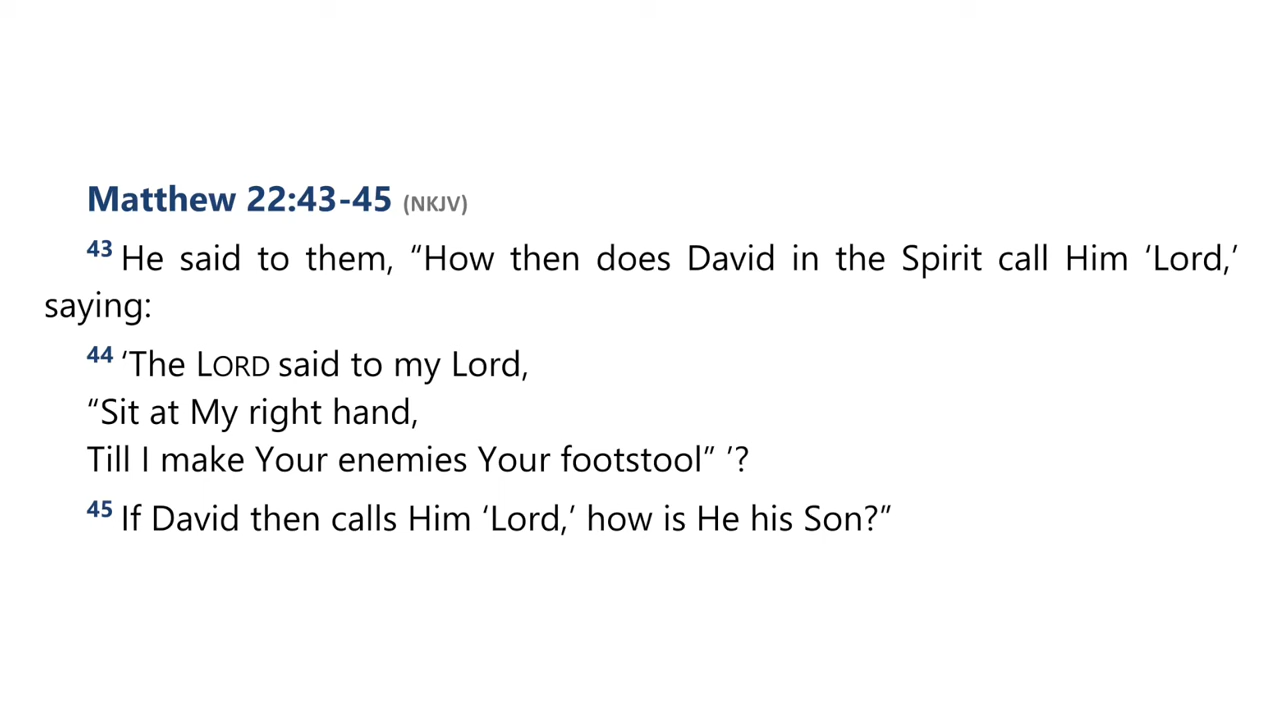 Matthew 22:43-45 (NKJV)
43 He said to them, “How then does David in the Spirit call Him ‘Lord,’
saying:
44 ‘The LORD said to my Lord,
“Sit at My right hand,
Till I make Your enemies Your footstool” ’?
45 If David then calls Him ‘Lord,’ how is He his Son?”